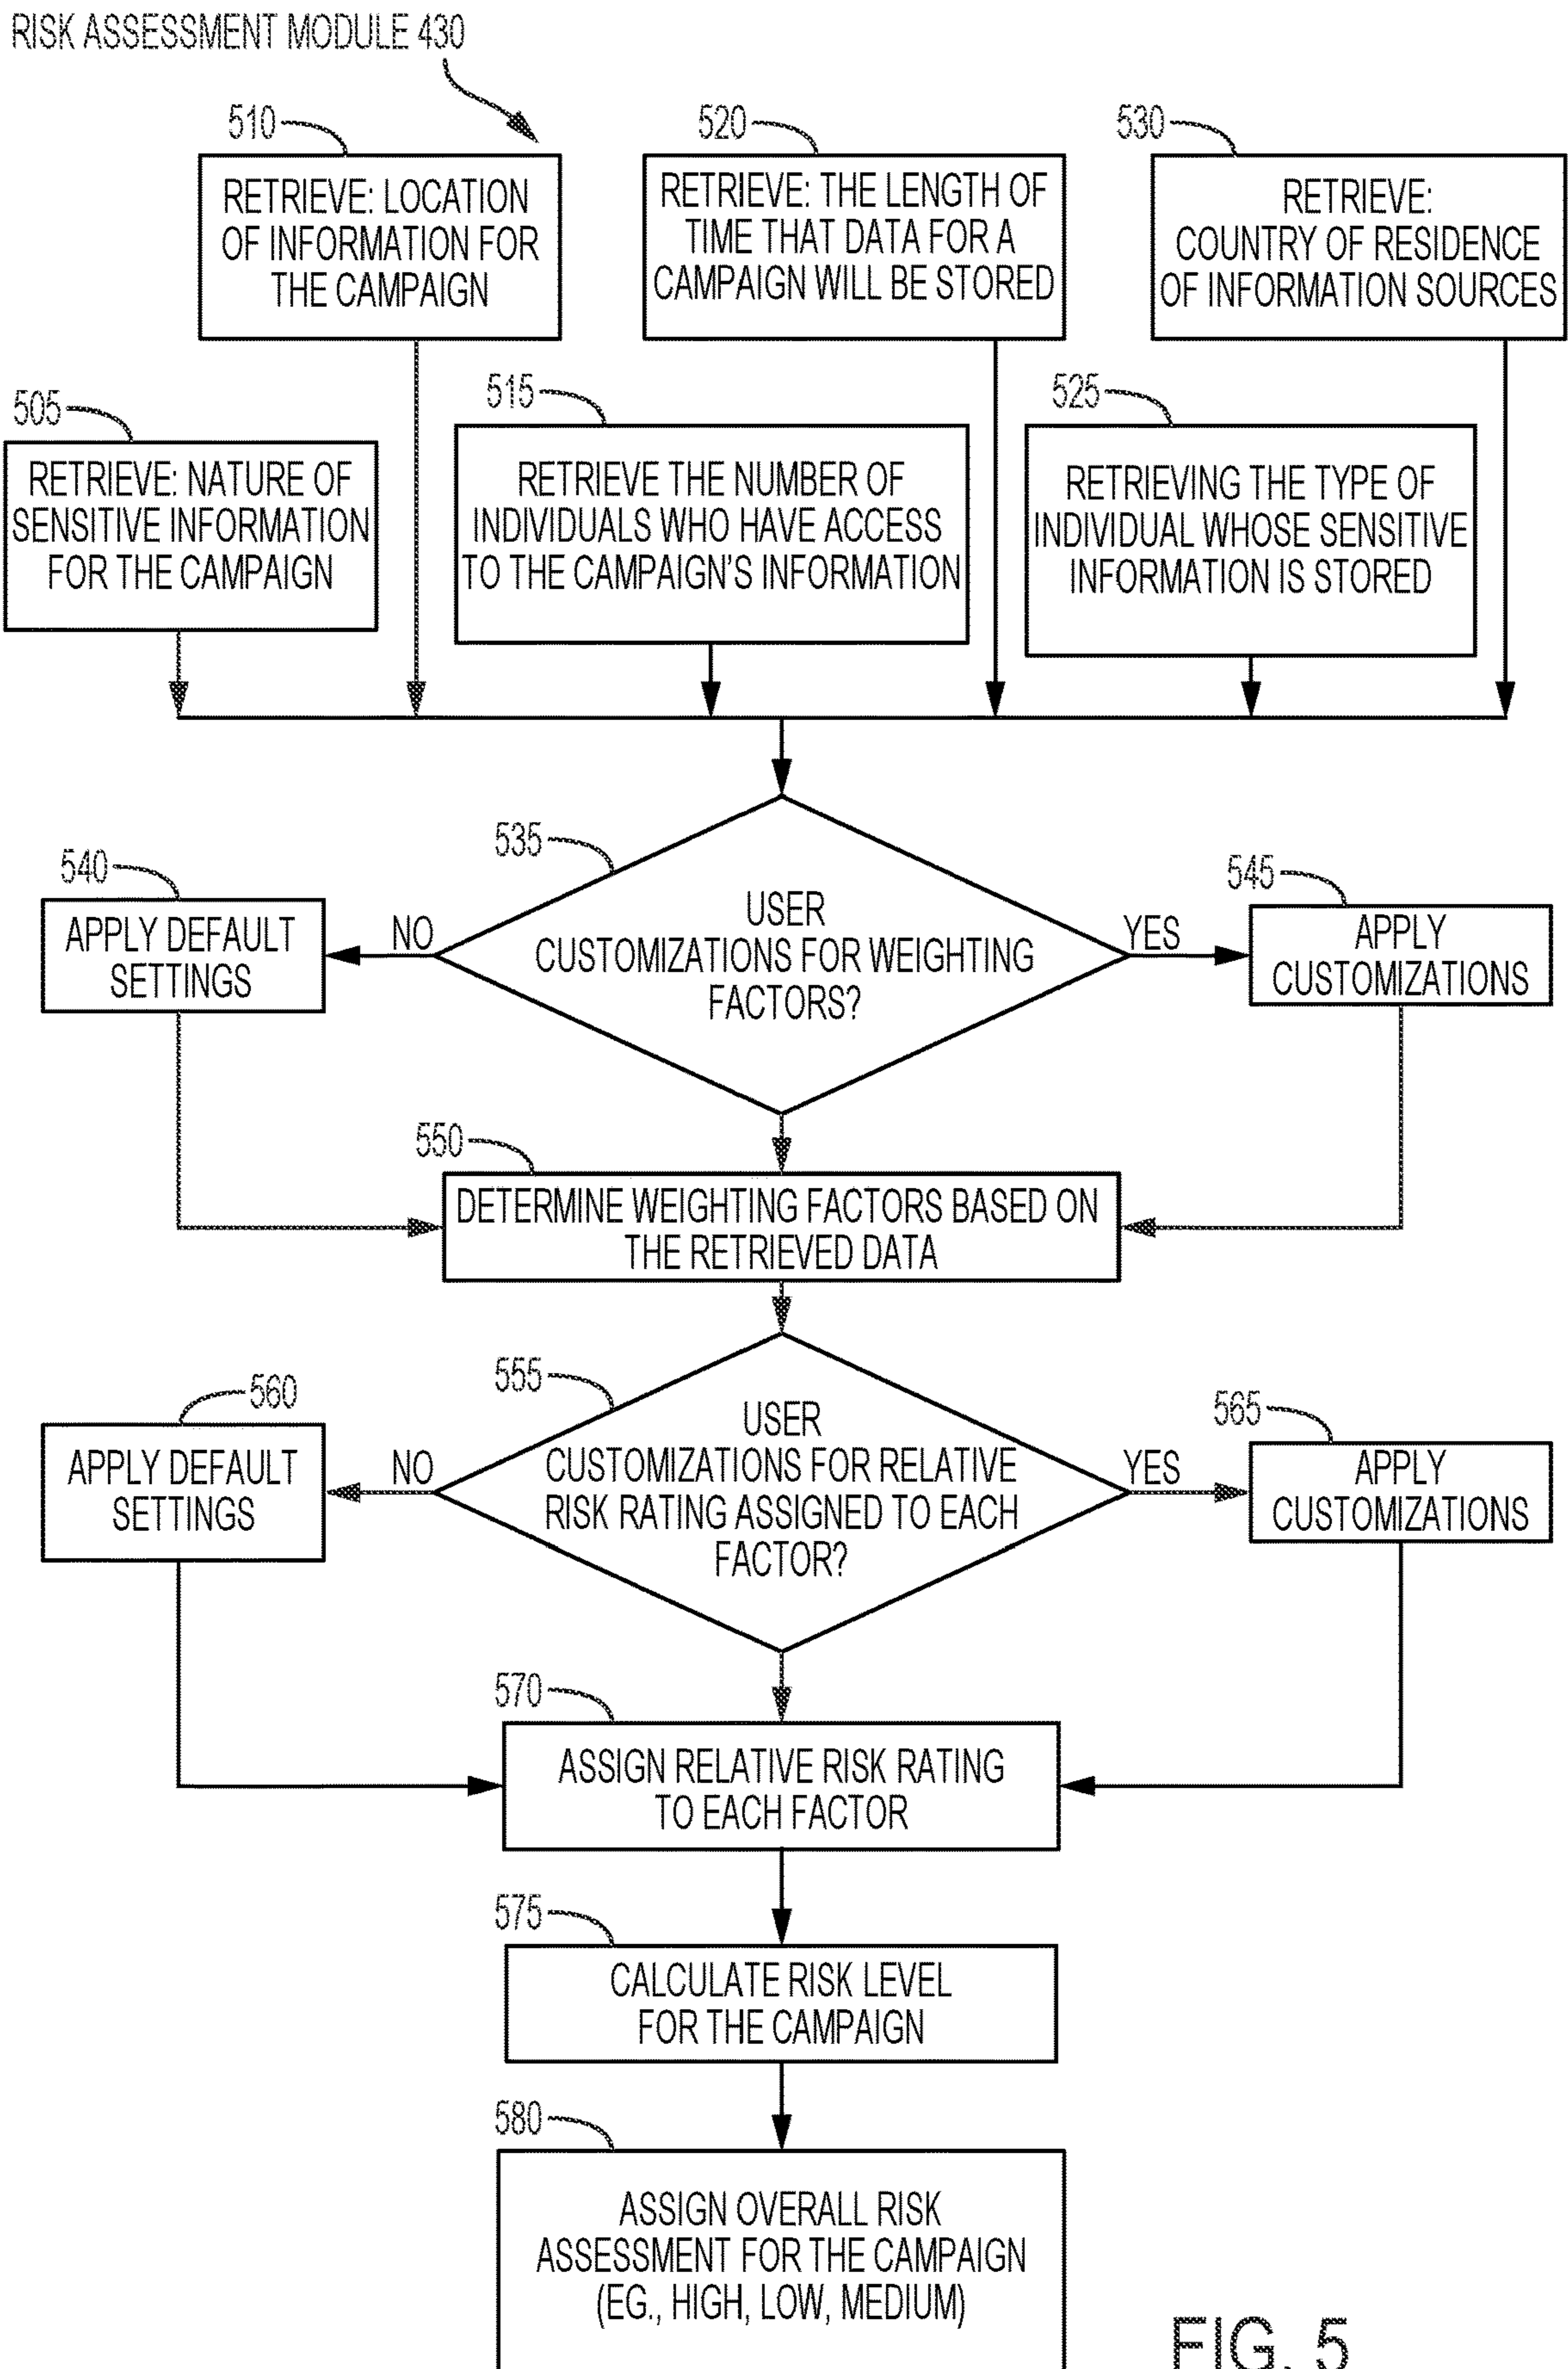 RISK ASSESSMENT MODULE 430
510
RETRIEVE: LOCATION
OF INFORMATION FOR
THE CAMPAIGN
520
RETRIEVE: THE LENGTH OF
TIME THAT DATA FOR A
CAMPAIGN WILL BE STORED
530
RETRIEVE:
COUNTRY OF RESIDENCE
OF INFORMATION SOURCES
505
RETRIEVE: NATURE OF
SENSITIVE INFORMATION
FOR THE CAMPAIGN
515
RETRIEVE THE NUMBER OF
INDIVIDUALS WHO HAVE ACCESS
TO THE CAMPAIGN'S INFORMATION
525
RETRIEVING THE TYPE OF
INDIVIDUAL WHOSE SENSITIVE
INFORMATION IS STORED
535
USER
CUSTOMIZATIONS FOR WEIGHTING
FACTORS?
540
NO
APPLY DEFAULT
SETTINGS
545
YES
APPLY
CUSTOMIZATIONS
550
DETERMINE WEIGHTING FACTORS BASED ON
THE RETRIEVED DATA
555
USER
CUSTOMIZATIONS FOR RELATIVE
RISK RATING ASSIGNED TO EACH
FACTOR?
560
NO
APPLY DEFAULT
SETTINGS
565
YES
APPLY
CUSTOMIZATIONS
570
ASSIGN RELATIVE RISK RATING
TO EACH FACTOR
575
CALCULATE RISK LEVEL
FOR THE CAMPAIGN
580
ASSIGN OVERALL RISK
ASSESSMENT FOR THE CAMPAIGN
(EG., HIGH, LOW, MEDIUM)
FIG. 5